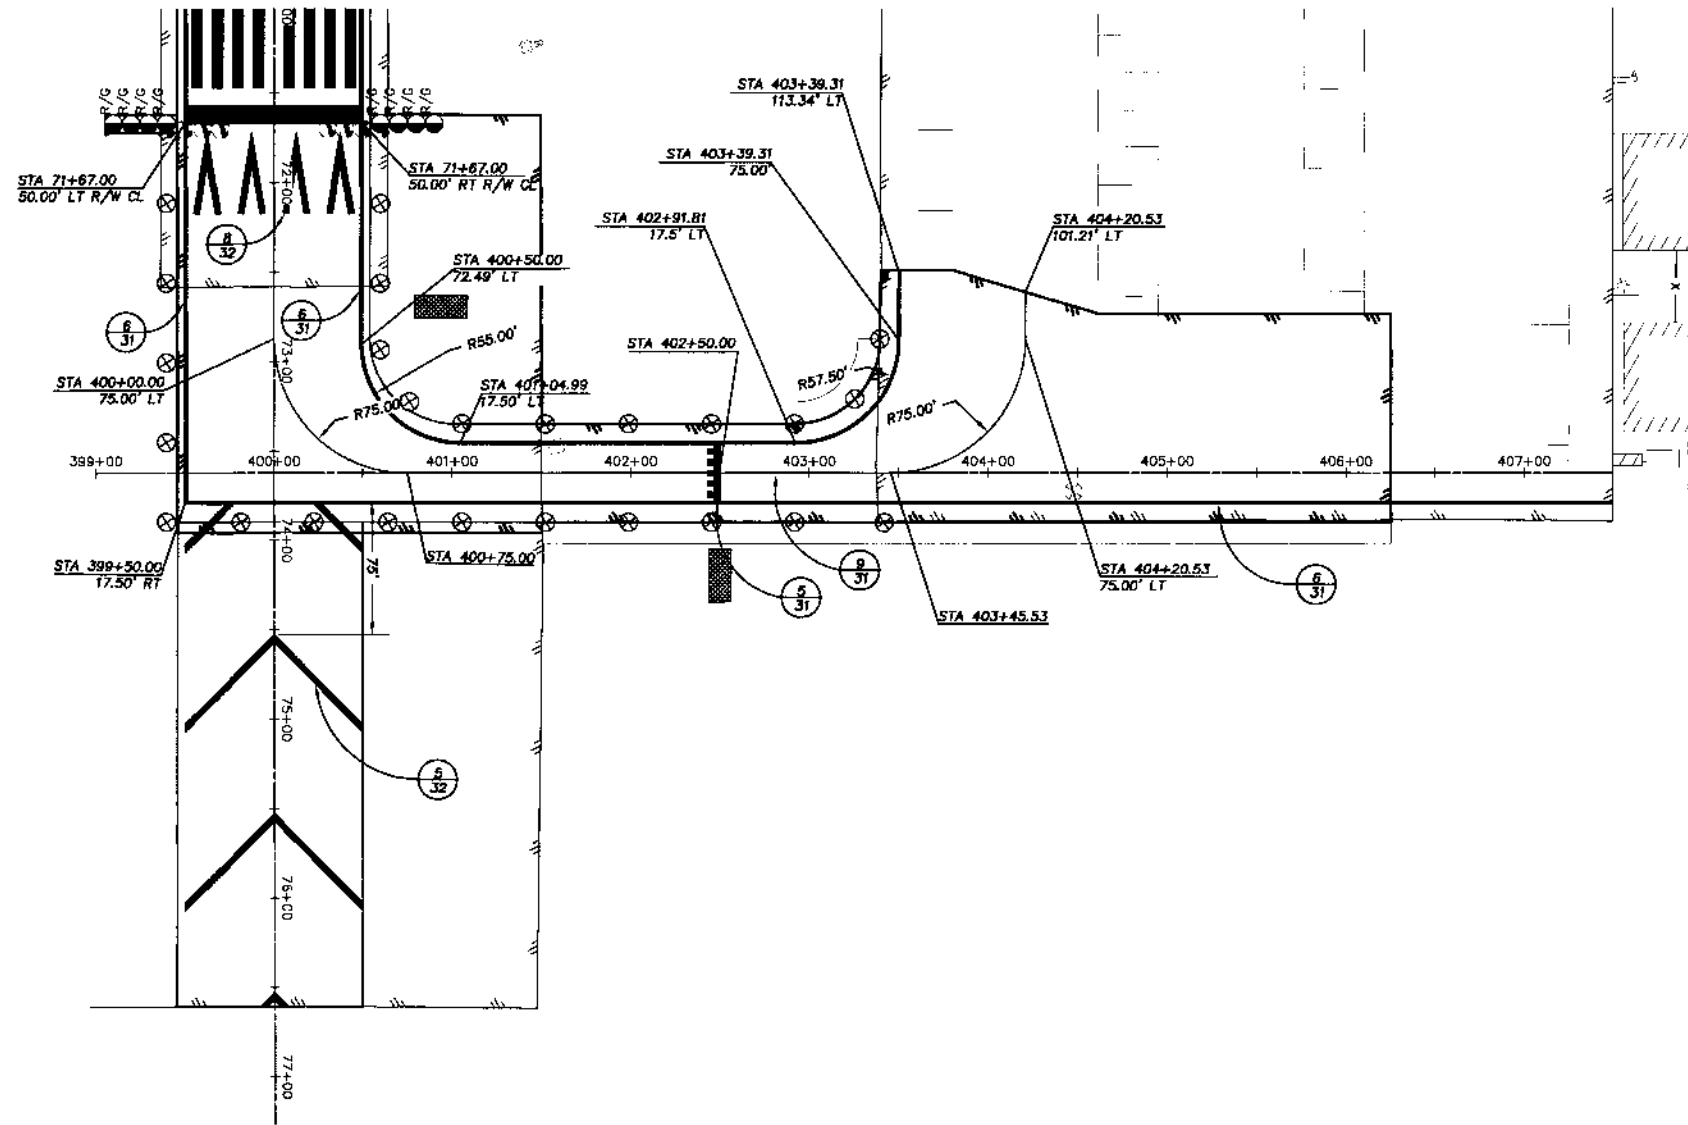 00
R/G
R/G
R/G
R/G
R/G
R/G
R/G
R/G
STA 403+39.31
113.34' LT
STA 403+39.31
75.00'
STA 71+67.00
50.00' LT R/W CL
STA 71+67.00
50.00' RT R/W CL
72+00
STA 402+91.81
17.5' LT
STA 404+20.53
101.21' LT
8
32
STA 400+50.00
72.49' LT
6
31
6
31
R55.00'
STA 402+50.00
73+00
STA 400+00.00
75.00' LT
STA 401+04.99
17.50' LT
R57.50'
R75.00'
R75.00'
399+00
400+00
401+00
402+00
403+00
404+00
405+00
406+00
407+00
X
74+00
75'
STA 399+50.00
17.50' RT
STA 400+75.00
9
31
5
31
STA 404+20.53
75.00' LT
6
31
STA 403+45.53
75+00
5
32
76+00
77+00